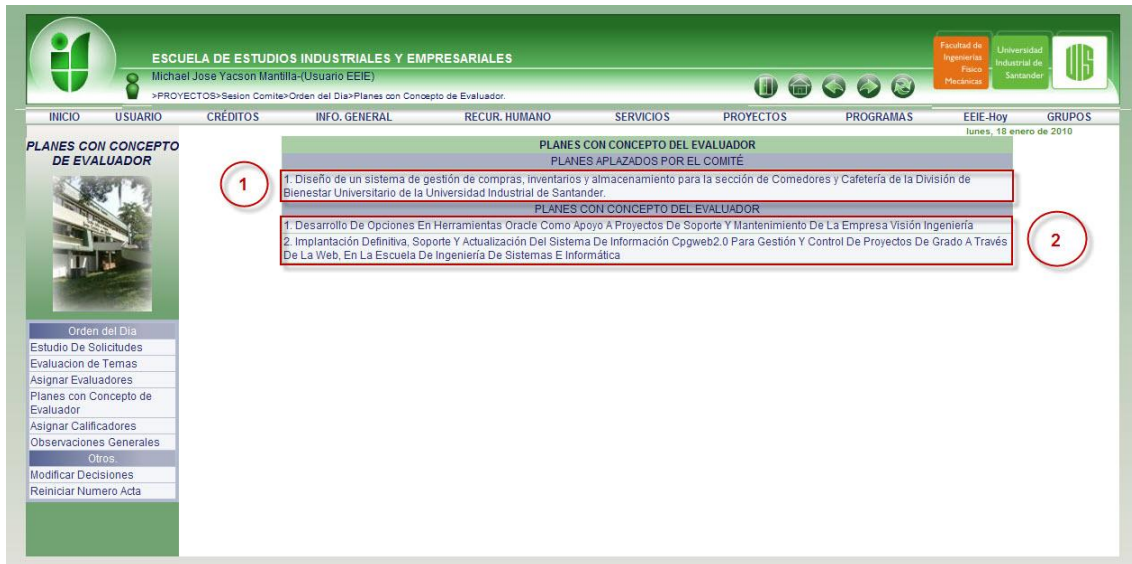 ESCUELA DE ESTUDIOS INDUSTRIALES Y EMPRESARIALES
Michael Jose Yacson Mantilla-(Usuario EEIE)
>PROYECTOS>Sesion Comite>Orden del Dia>Planes con Concepto de Evaluador.
Facultad de
Ingenierías
Físico
Mecánicas
Universidad
Industrial de
Santander
INICIO USUARIO CRÉDITOS INFO. GENERAL RECUR. HUMANO SERVICIOS PROYECTOS PROGRAMAS EEIE-Hoy GRUPOS
lunes, 18 enero de 2010
PLANES CON CONCEPTO
DE EVALUADOR
Orden del Dia
Estudio De Solicitudes
Evaluacion de Temas
Asignar Evaluadores
Planes con Concepto de
Evaluador
Asignar Calificadores
Observaciones Generales
Otros.
Modificar Decisiones
Reiniciar Numero Acta
PLANES CON CONCEPTO DEL EVALUADOR
PLANES APLAZADOS POR EL COMITÉ
1
1. Diseño de un sistema de gestión de compras, inventarios y almacenamiento para la sección de Comedores y Cafetería de la División de
Bienestar Universitario de la Universidad Industrial de Santander.
PLANES CON CONCEPTO DEL EVALUADOR
1. Desarrollo De Opciones En Herramientas Oracle Como Apoyo A Proyectos De Soporte Y Mantenimiento De La Empresa Visión Ingeniería
2. Implantación Definitiva, Soporte Y Actualización Del Sistema De Información Cpgweb2.0 Para Gestión Y Control De Proyectos De Grado A Través
De La Web, En La Escuela De Ingeniería De Sistemas E Informática
2